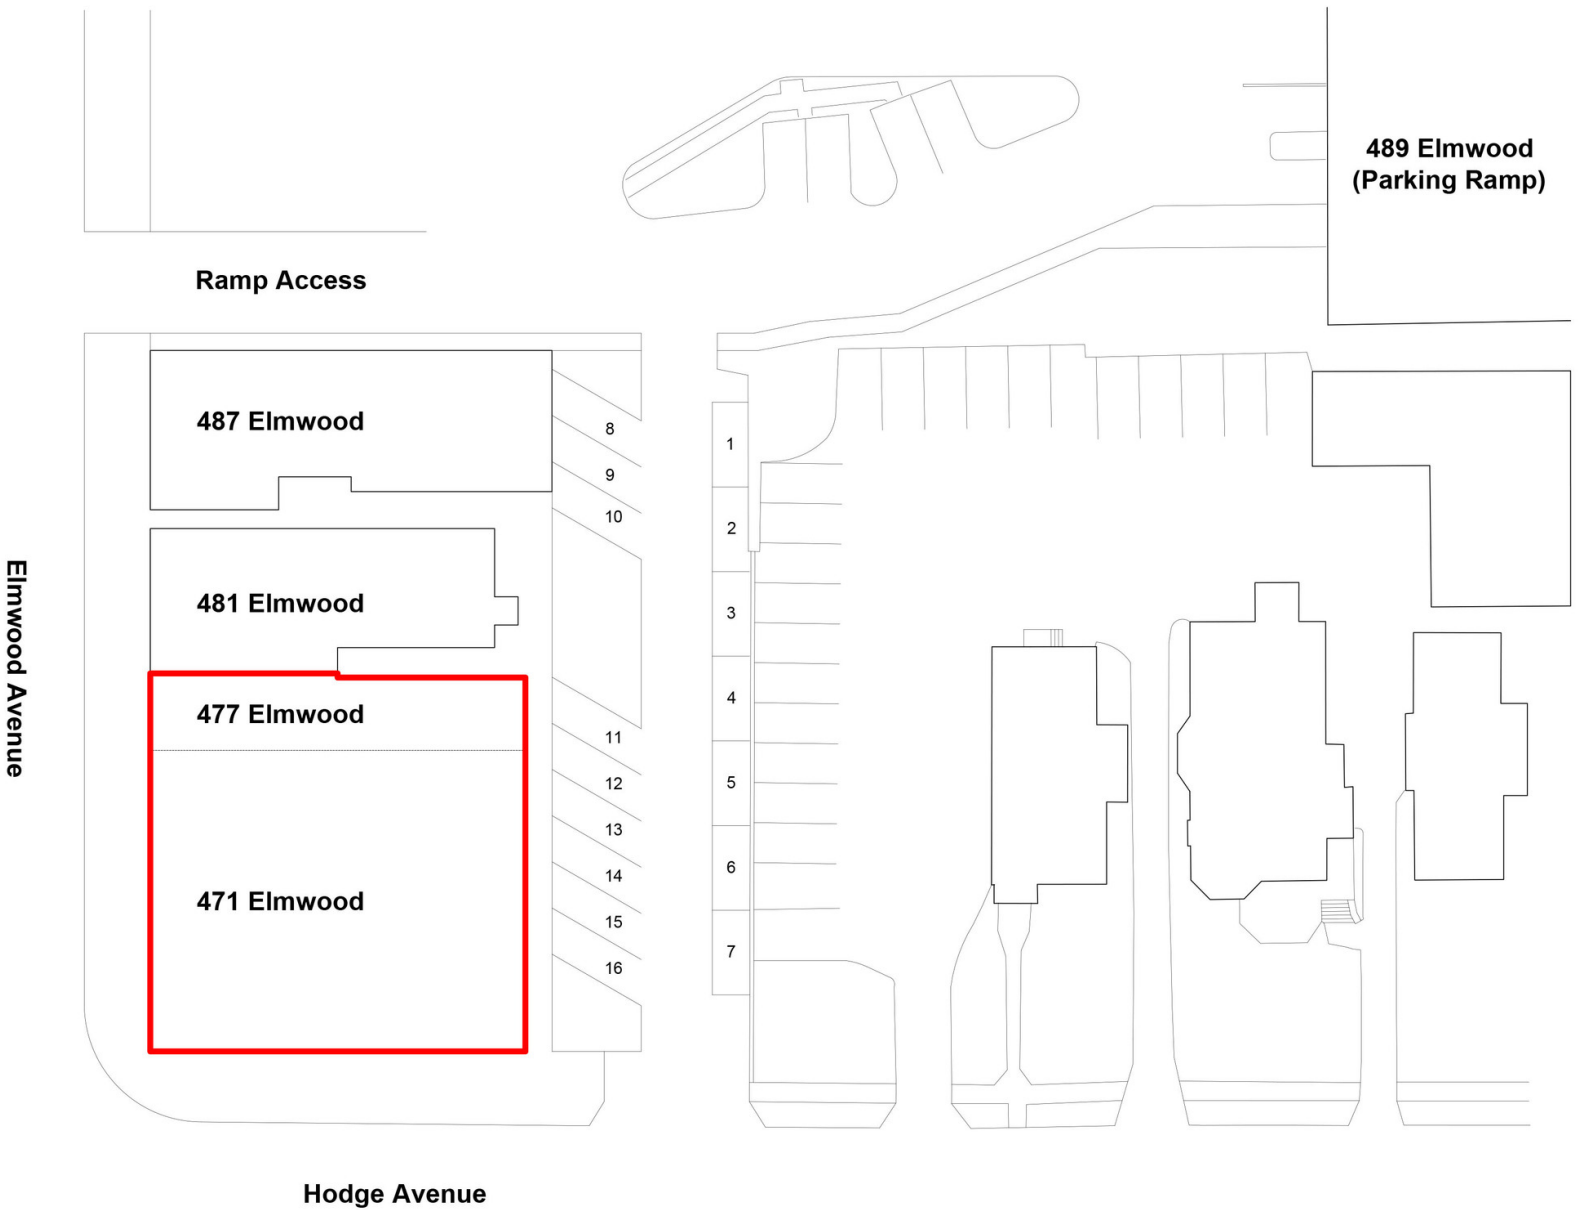 489 Elmwood
(Parking Ramp)
Ramp Access
487 Elmwood
8
9
10
1
2
3
4
5
6
7
481 Elmwood
Elmwood Avenue
477 Elmwood
471 Elmwood
11
12
13
14
15
16
Hodge Avenue